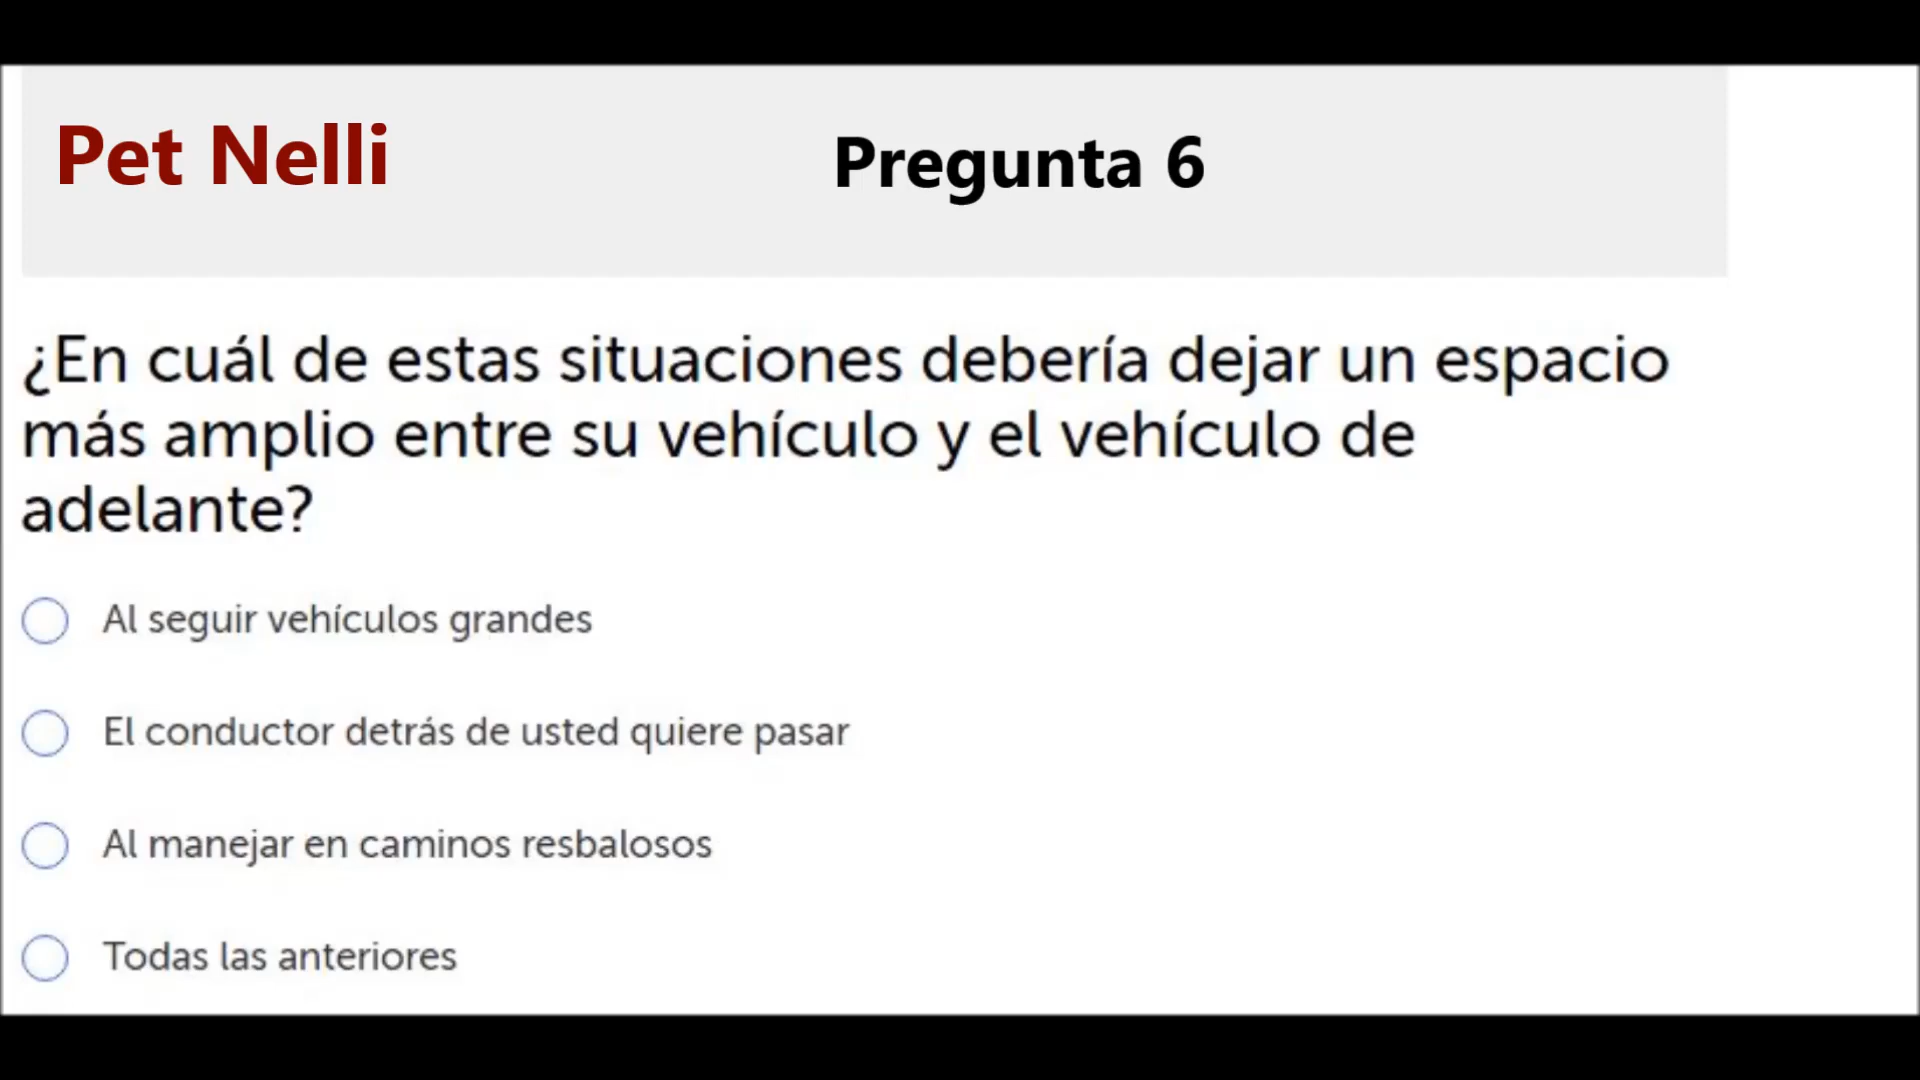 Pet Nelli
Pregunta 6
¿En cuál de estas situaciones debería dejar un espacio
más amplio entre su vehículo y el vehículo de
adelante?
Al seguir vehículos grandes
El conductor detrás de usted quiere pasar
Al manejar en caminos resbalosos
Todas las anteriores